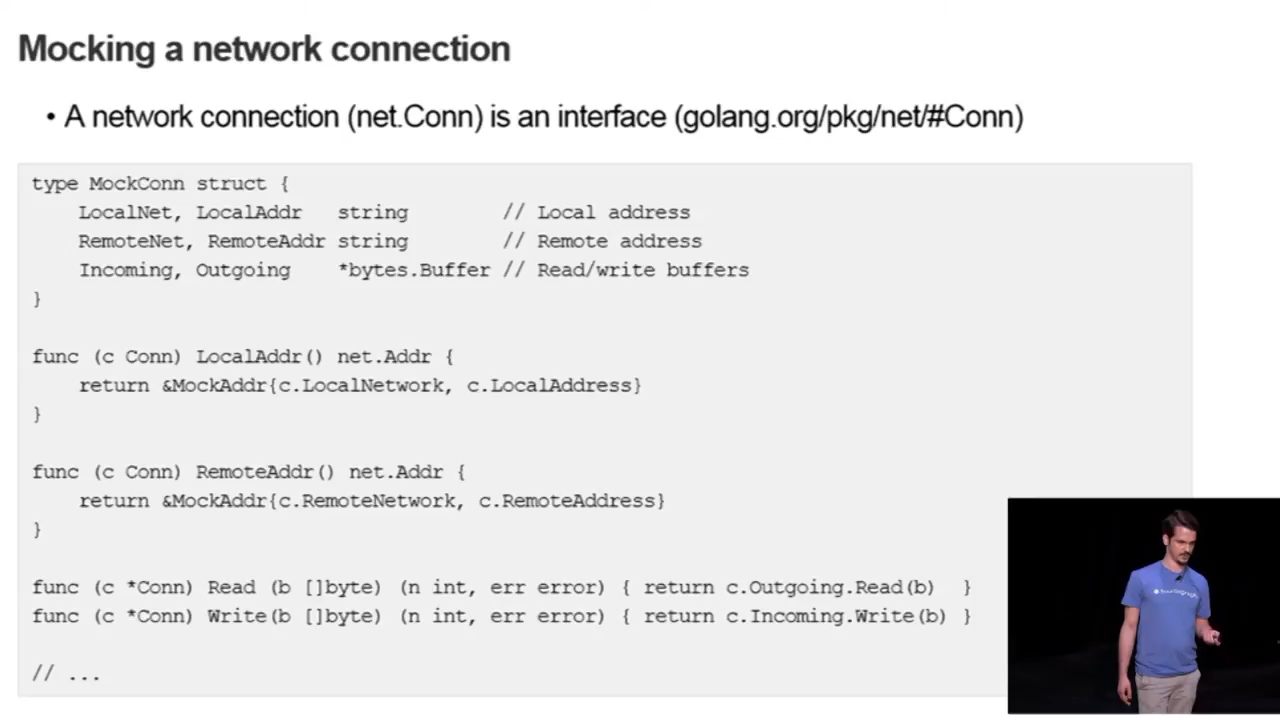 Mocking a network connection
• A network connection (net.Conn) is an interface (golang.org/pkg/net/#Conn)
type MockConn struct {
    LocalNet, LocalAddr   string        // Local address
    RemoteNet, RemoteAddr string        // Remote address
    Incoming, Outgoing    *bytes.Buffer // Read/write buffers
}
func (c Conn) LocalAddr() net.Addr {
    return &MockAddr{c.LocalNetwork, c.LocalAddress}
}
func (c Conn) RemoteAddr() net.Addr {
    return &MockAddr{c.RemoteNetwork, c.RemoteAddress}
}
func (c *Conn) Read (b []byte) (n int, err error) { return c.Outgoing.Read(b)  }
func (c *Conn) Write(b []byte) (n int, err error) { return c.Incoming.Write(b) }
// ...